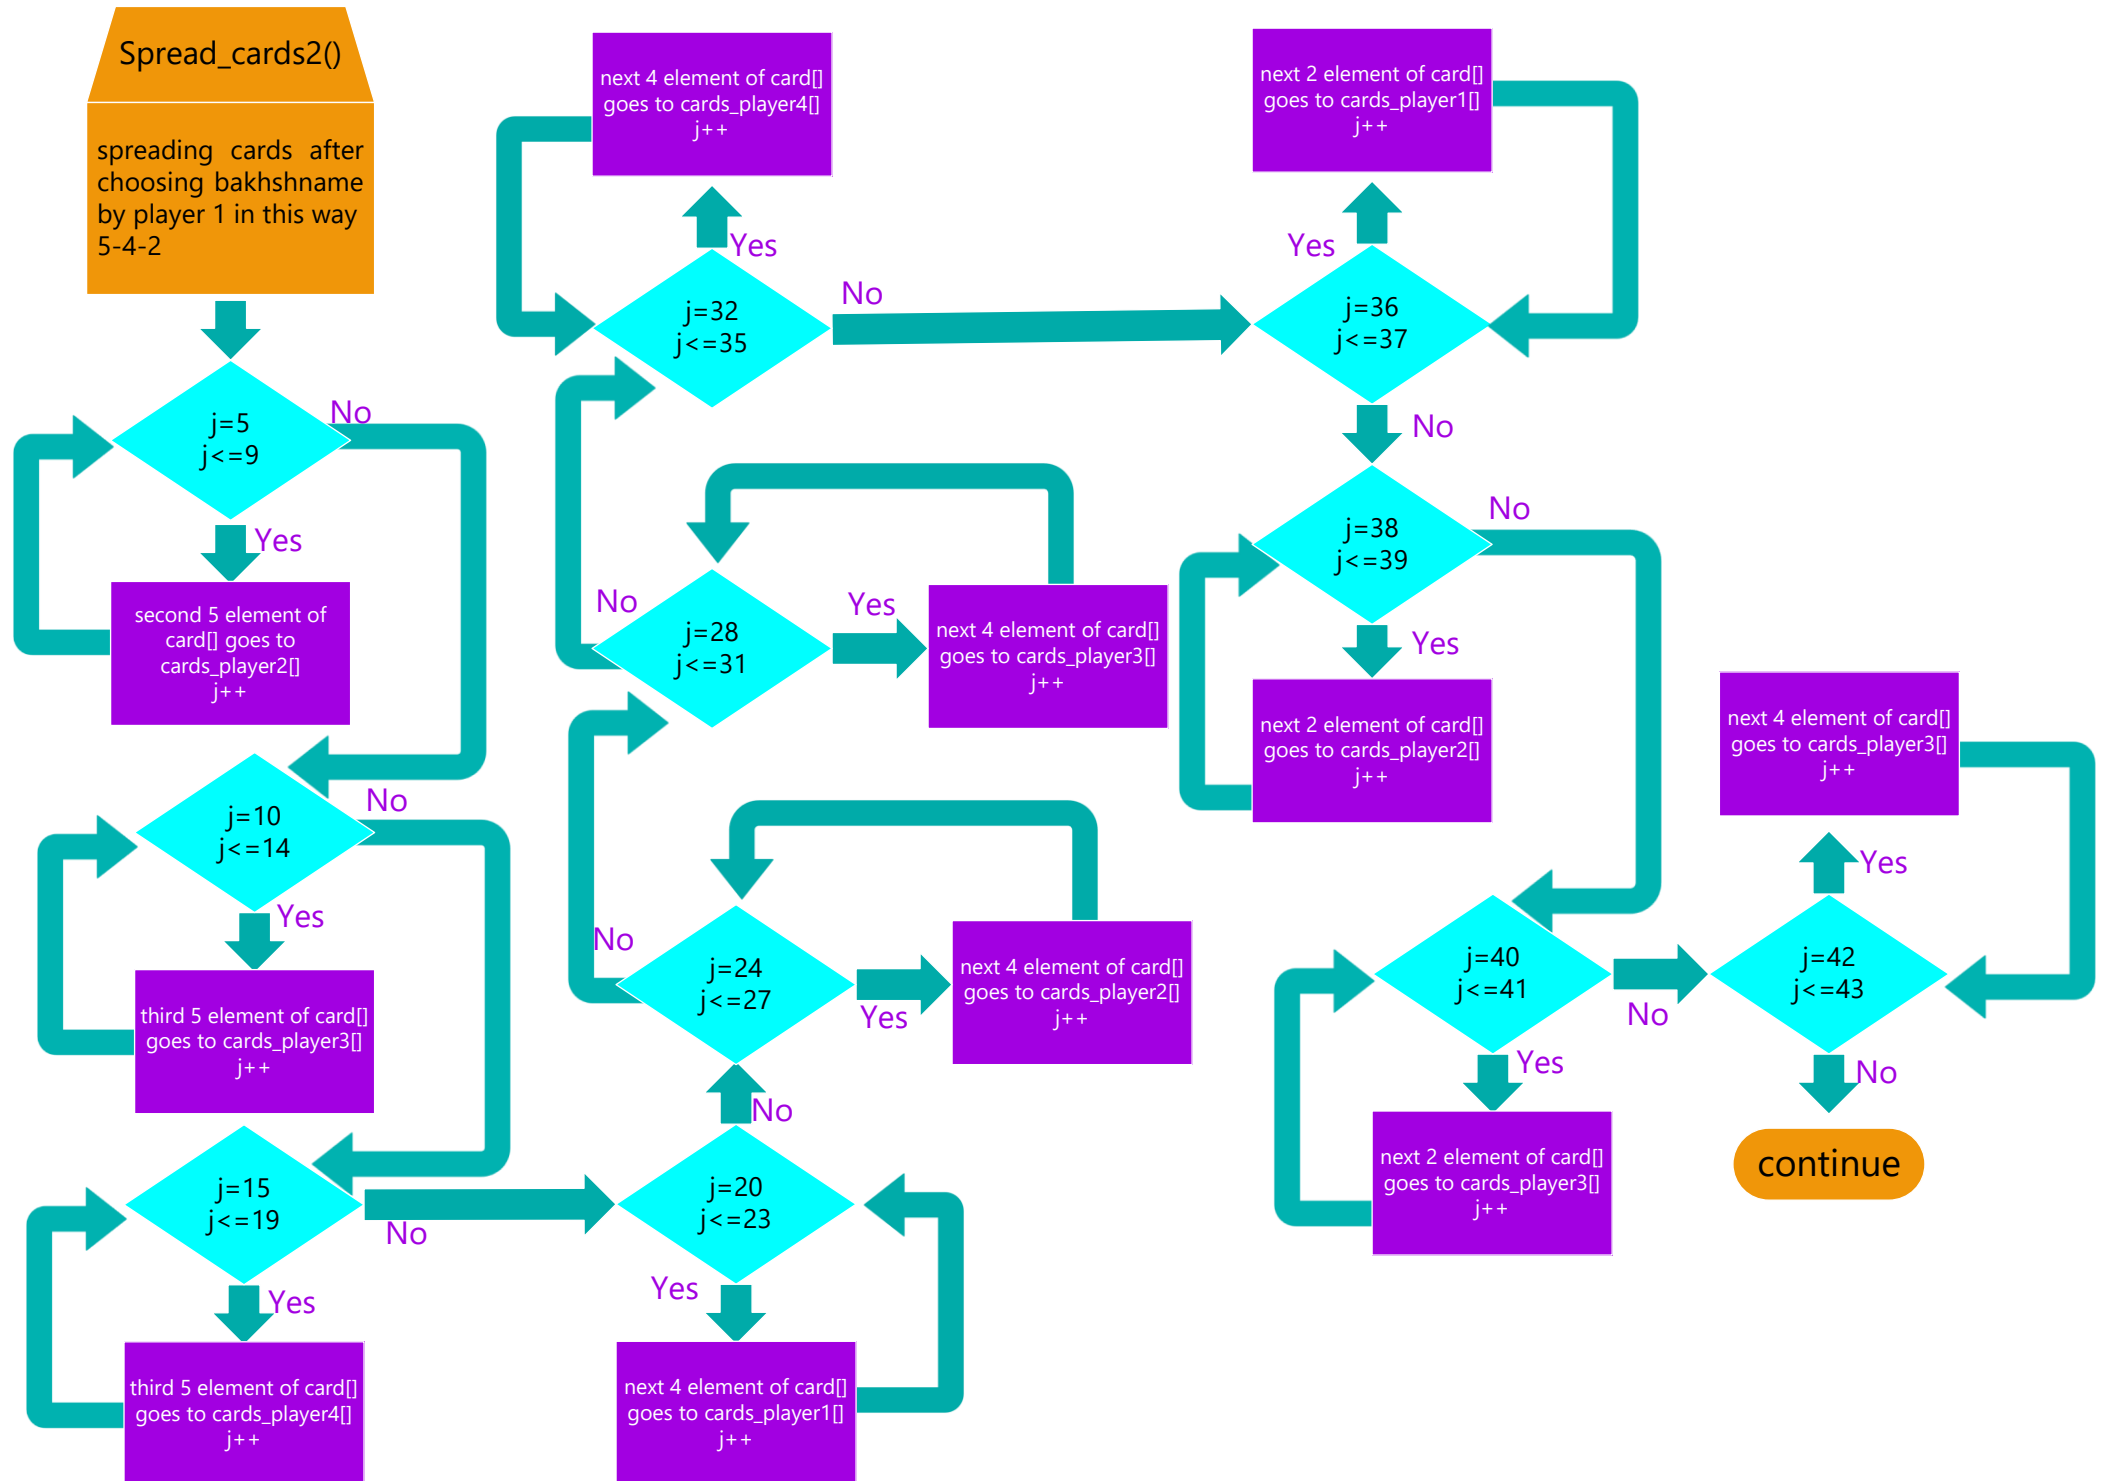 Spread_cards2()
spreading cards after
choosing bakhshname
by player 1 in this way
5-4-2
j=5
j<=9
No
Yes
second 5 element of
card[] goes to
cards_player2[]
j++
j=10
j<=14
No
Yes
third 5 element of card[]
goes to cards_player3[]
j++
j=15
j<=19
No
Yes
third 5 element of card[]
goes to cards_player4[]
j++
j=20
j<=23
No
Yes
next 4 element of card[]
goes to cards_player1[]
j++
j=24
j<=27
No
Yes
next 4 element of card[]
goes to cards_player2[]
j++
j=28
j<=31
No
Yes
next 4 element of card[]
goes to cards_player3[]
j++
j=32
j<=35
No
Yes
next 4 element of card[]
goes to cards_player4[]
j++
j=36
j<=37
No
Yes
next 2 element of card[]
goes to cards_player1[]
j++
j=38
j<=39
No
Yes
next 2 element of card[]
goes to cards_player2[]
j++
j=40
j<=41
No
Yes
next 2 element of card[]
goes to cards_player3[]
j++
j=42
j<=43
No
Yes
next 4 element of card[]
goes to cards_player3[]
j++
continue